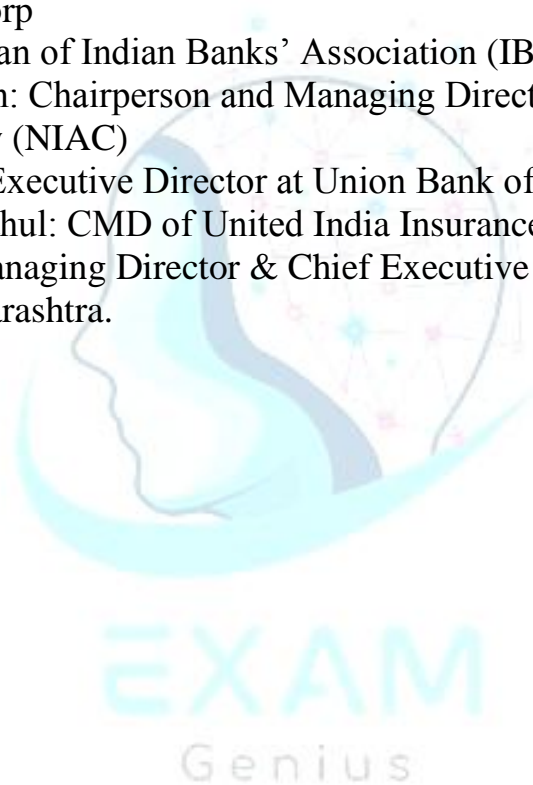 orp
an of Indian Banks’ Association (IB
n: Chairperson and Managing Direct
y (NIAC)
Executive Director at Union Bank of
hul: CMD of United India Insurance
anaging Director & Chief Executive
arashtra.
EXAM
Genius